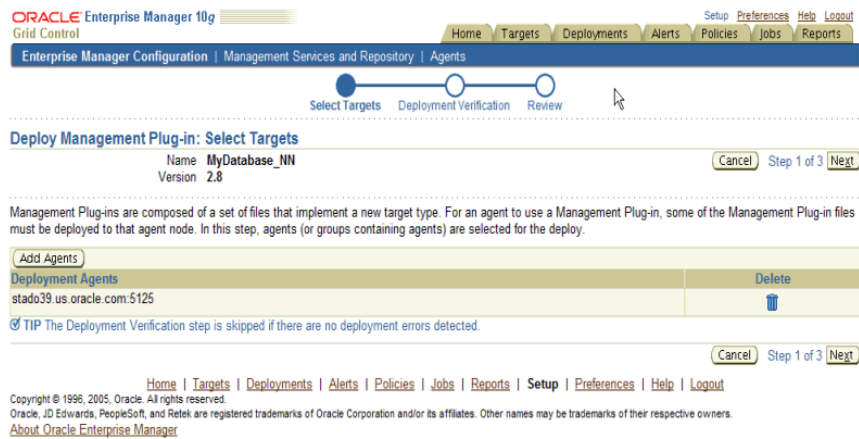 ORACLE Enterprise Manager 10g
Grid Control
Setup Preferences Help Logout
Home Targets Deployments Alerts Policies Jobs Reports
Enterprise Manager Configuration | Management Services and Repository | Agents
Select Targets Deployment Verification Review
Deploy Management Plug-in: Select Targets
Name MyDatabase_NN
Version 2.8
Cancel Step 1 of 3 Next
Management Plug-ins are composed of a set of files that implement a new target type. For an agent to use a Management Plug-in, some of the Management Plug-in files
must be deployed to that agent node. In this step, agents (or groups containing agents) are selected for the deploy.
Add Agents
Deployment Agents Delete
stado39.us.oracle.com:5125
TIP The Deployment Verification step is skipped if there are no deployment errors detected.
Cancel Step 1 of 3 Next
Home | Targets | Deployments | Alerts | Policies | Jobs | Reports | Setup | Preferences | Help | Logout
Copyright © 1996, 2005, Oracle. All rights reserved.
Oracle, JD Edwards, PeopleSoft, and Retek are registered trademarks of Oracle Corporation and/or its affiliates. Other names may be trademarks of their respective owners.
About Oracle Enterprise Manager